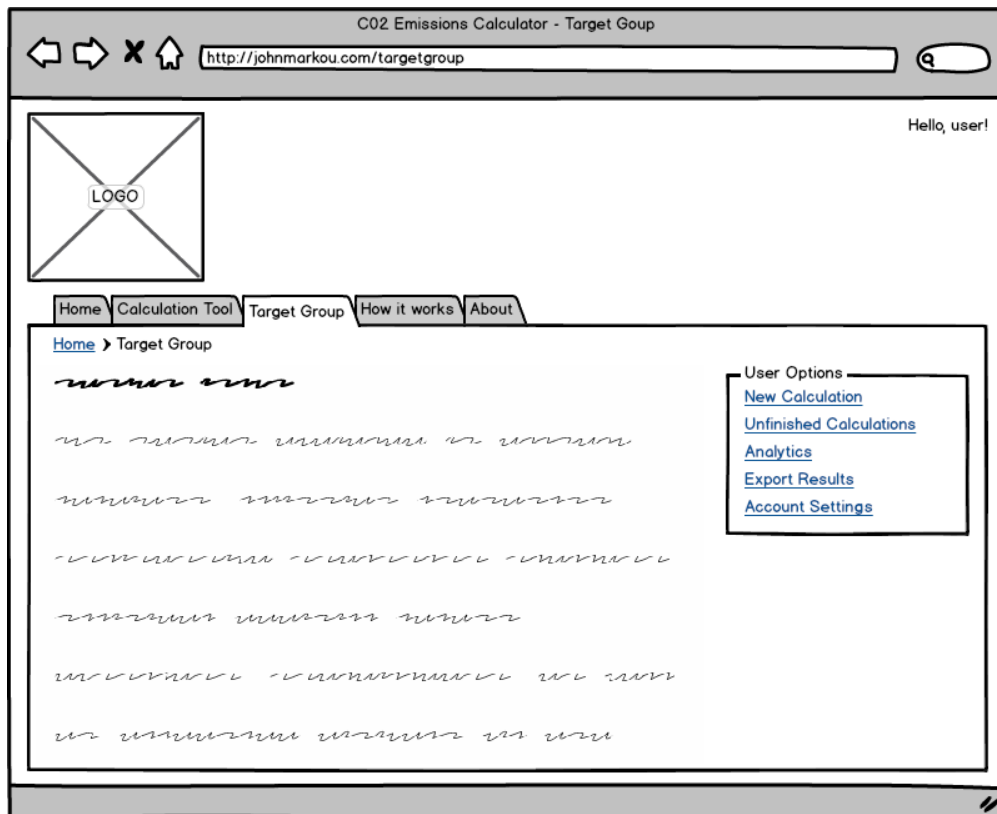 C02 Emissions Calculator - Target Goup
http://johnmarkou.com/targetgroup
Hello, user!
LOGO
Home Calculation Tool Target Group How it works About
Home > Target Group
User Options
New Calculation
Unfinished Calculations
Analytics
Export Results
Account Settings